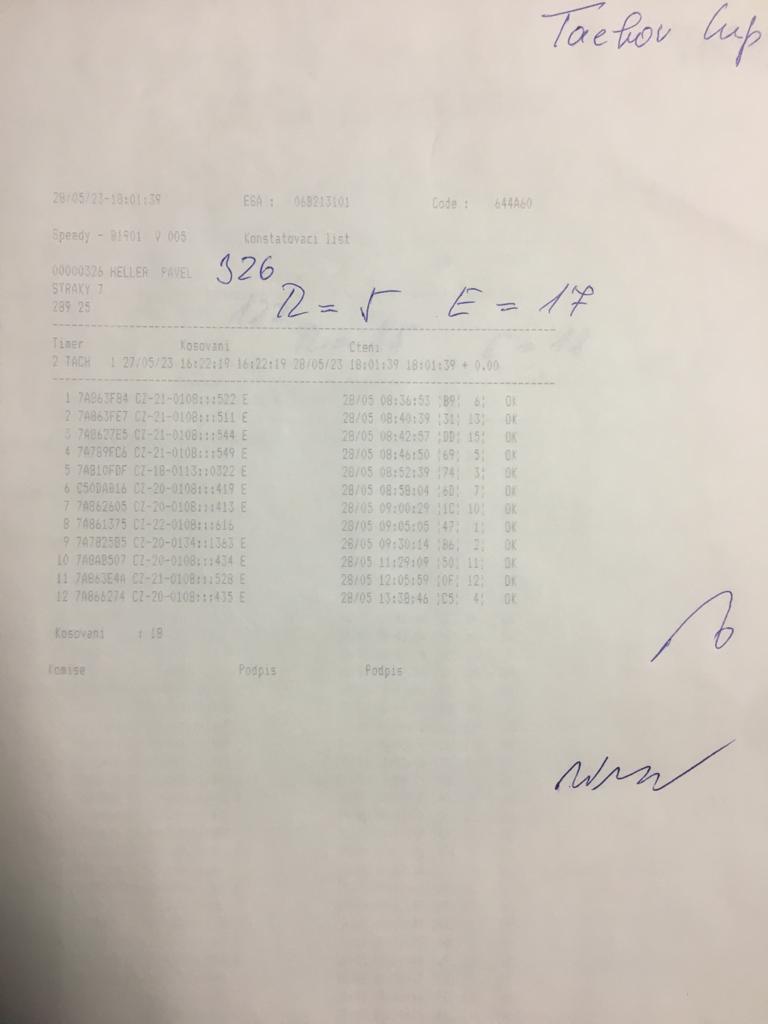 Tachov Cup
28/05/23-18:01:39 EGA : 06B213101 Code : 644A60
Speedy - B1901 V 005 Konstatovaci list
00000326 HELLER PAVEL 326
STRAKY 7
289 25
R = 5 E = 17
Timer Kosovani Cteni
2 TACH 1 27/05/23 16:22:19 16:22:19 28/05/23 18:01:39 18:01:39 + 0.00
1 7A863F84 CZ-21-0108:::522 E 28/05 08:36:53 ¦B9¦ 6¦ OK
2 7A863FE7 CZ-21-0108:::511 E 28/05 08:40:39 ¦31¦ 13¦ OK
3 7A8627E5 CZ-21-0108:::544 E 28/05 08:42:57 ¦DD¦ 15¦ OK
4 7A789FC6 CZ-21-0108:::549 E 28/05 08:46:50 ¦69¦ 5¦ OK
5 7A810FDF CZ-18-0113::0322 E 28/05 08:52:39 ¦74¦ 3¦ OK
6 C50DA816 CZ-20-0108:::419 E 28/05 08:58:04 ¦6D¦ 7¦ OK
7 7A862605 CZ-20-0108:::413 E 28/05 09:00:29 ¦1C¦ 10¦ OK
8 7A861375 CZ-22-0108:::616 28/05 09:05:05 ¦47¦ 1¦ OK
9 7A7825B5 CZ-20-0134::1363 E 28/05 09:30:14 ¦86¦ 2¦ OK
10 7A8AB507 CZ-20-0108:::434 E 28/05 11:29:09 ¦50¦ 11¦ OK
11 7A863E4A CZ-21-0108:::528 E 28/05 12:05:59 ¦0F¦ 12¦ OK
12 7A866274 CZ-20-0108:::435 E 28/05 13:38:46 ¦C5¦ 4¦ OK
Kosovani : 18
Komise Podpis Podpis